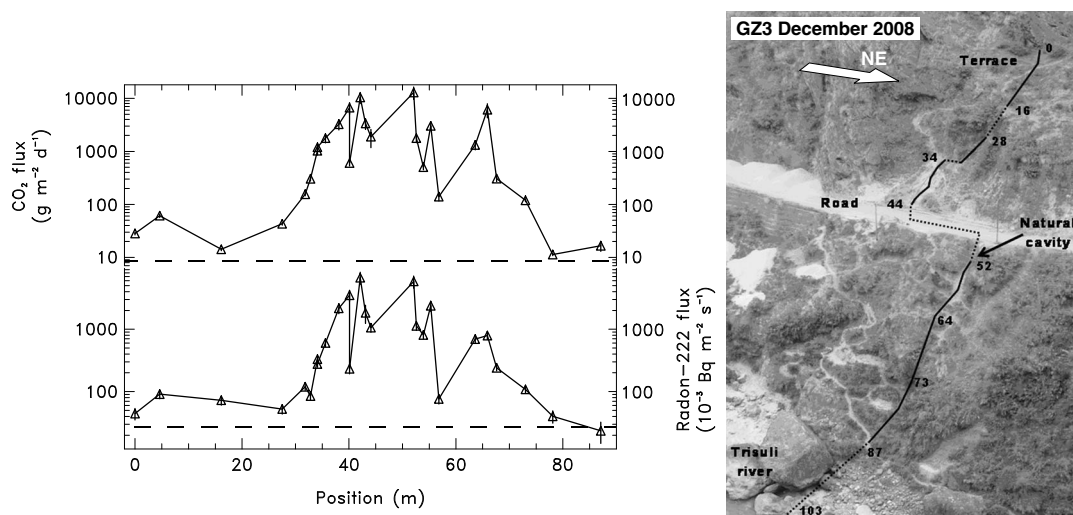 GZ3 December 2008
NE
Terrace
0
16
28
34
44
Road
Natural
cavity
52
64
73
87
Trisuli
river
103
CO2 flux
(g m−2 d−1)
10000
1000
100
10
1000
100
10000
1000
100
10
1000
100
Radon−222 flux
(10−3 Bq m−2 s−1)
0 20 40 60 80
Position (m)